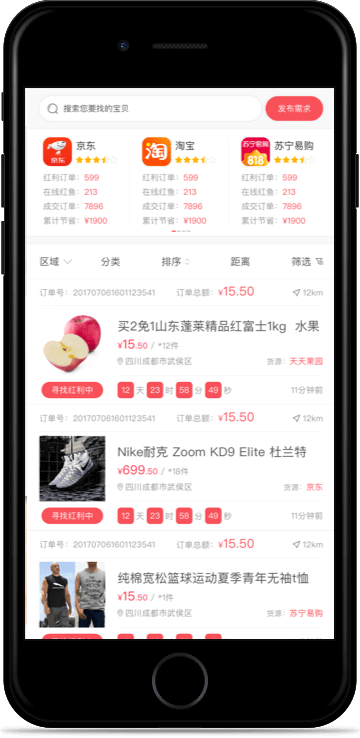 搜索您要找的宝贝 发布需求
京东 京东
红利订单：599
在线红鱼：213
成交订单：7896
累计节省：¥1900
淘 淘宝
红利订单：599
在线红鱼：213
成交订单：7896
累计节省：¥1900
苏宁易购 818 苏宁易购
红利订单：599
在线红鱼：213
成交订单：7896
累计节省：¥1900
区域 分类 排序 距离 筛选
订单号：201707061601123541 订单总额：¥15.50 12km
买2免1山东蓬莱精品红富士1kg 水果
¥15.50 / *12件
四川成都市武侯区 货源：天天果园
寻找红利中 12 天 23 时 58 分 49 秒 11分钟前
订单号：201707061601123541 订单总额：¥15.50 12km
Nike耐克 Zoom KD9 Elite 杜兰特
¥699.50 / *18件
四川成都市武侯区 货源：京东
寻找红利中 12 天 23 时 58 分 49 秒 11分钟前
订单号：201707061601123541 订单总额：¥15.50 12km
纯棉宽松篮球运动夏季青年无袖t恤
¥15.50 / *1件
四川成都市武侯区 货源：苏宁易购